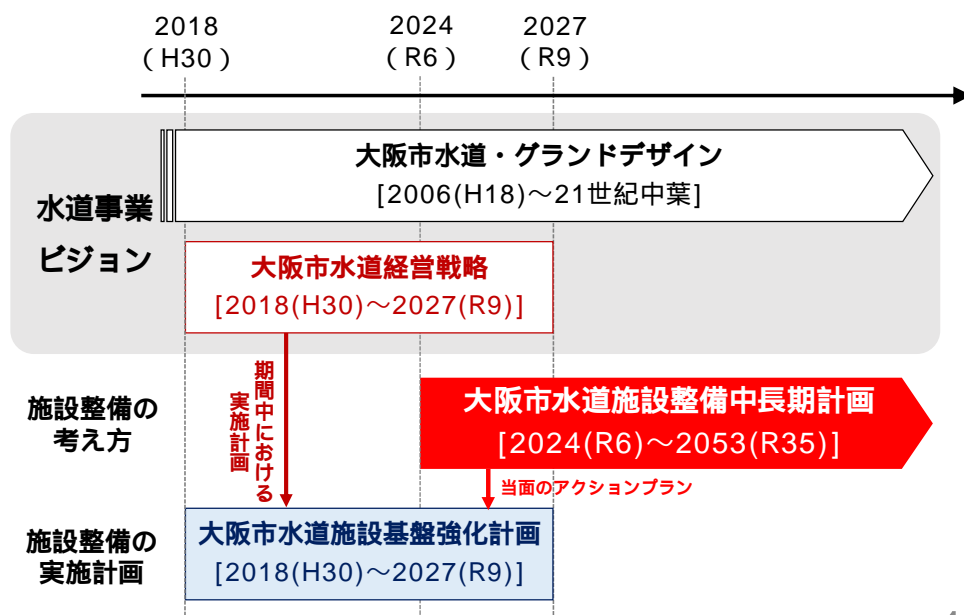 2018
（H30）
2024
（R6）
2027
（R9）
水道事業
ビジョン
大阪市水道・グランドデザイン
[2006(H18)～21世紀中葉]
大阪市水道経営戦略
[2018(H30)～2027(R9)]
期間中における
実施計画
施設整備の
考え方
大阪市水道施設整備中長期計画
[2024(R6)～2053(R35)]
当面のアクションプラン
施設整備の
実施計画
大阪市水道施設基盤強化計画
[2018(H30)～2027(R9)]